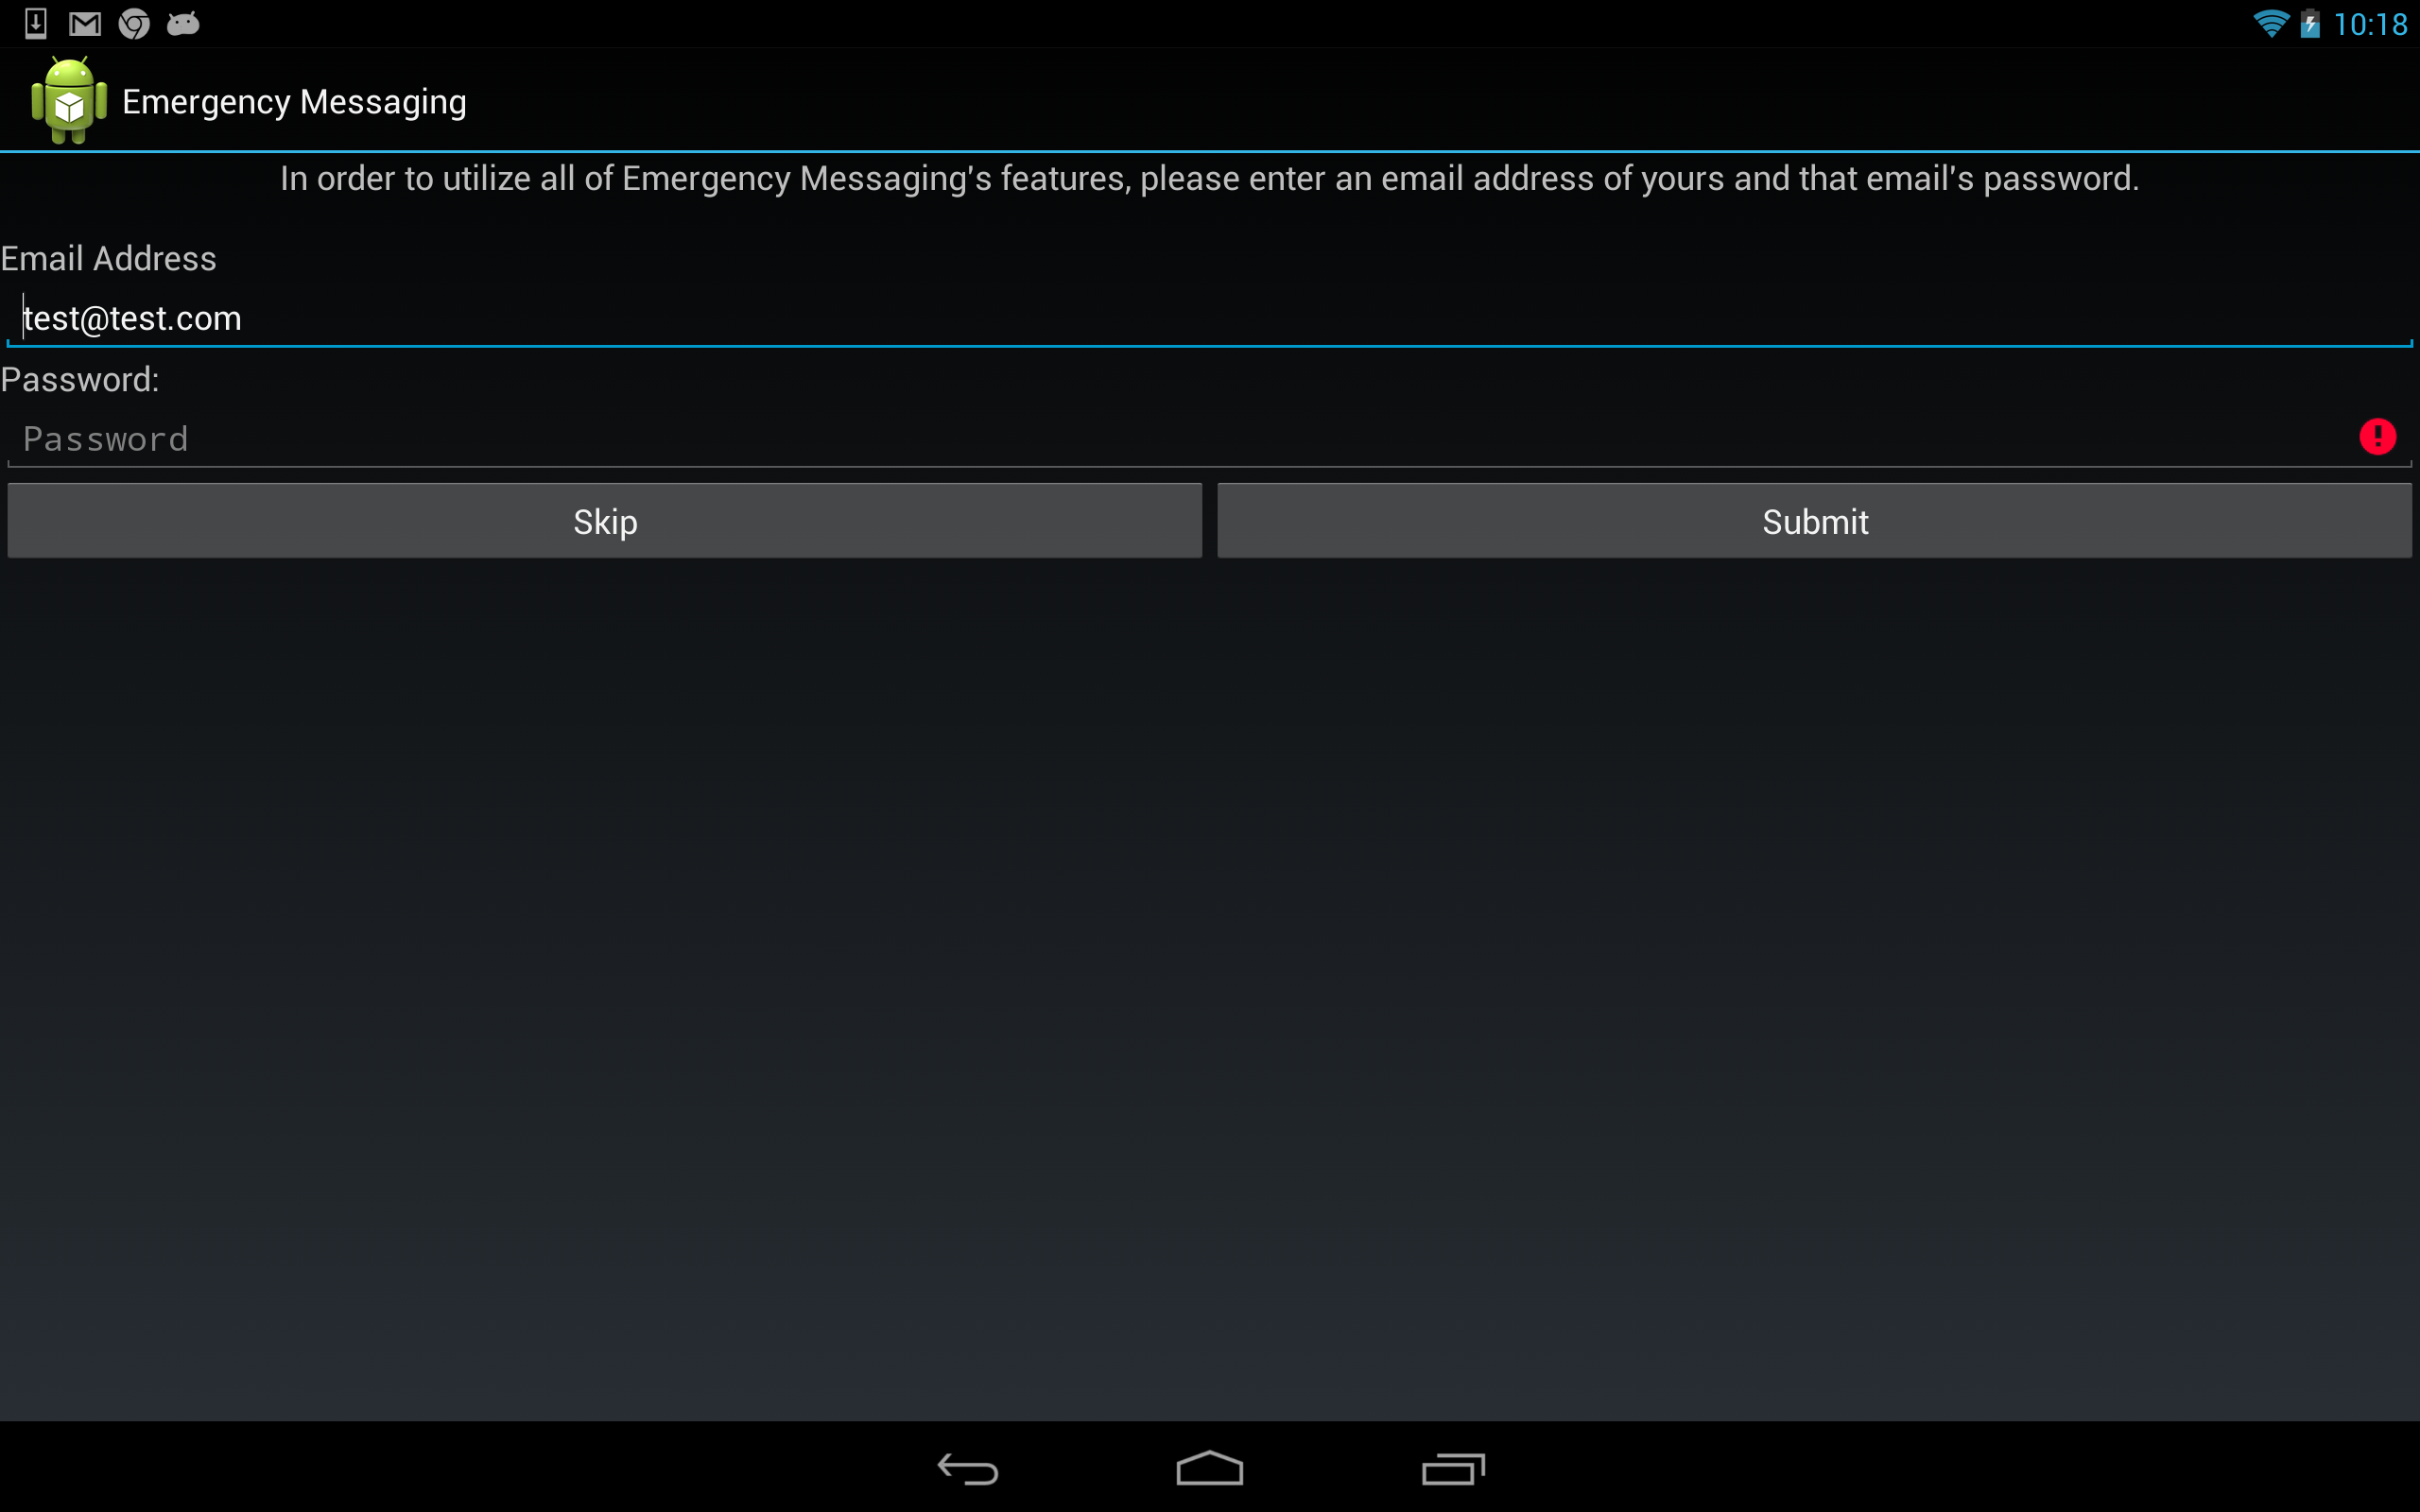 10:18
Emergency Messaging
In order to utilize all of Emergency Messaging's features, please enter an email address of yours and that email's password.
Email Address
test@test.com
Password:
Password
Skip
Submit